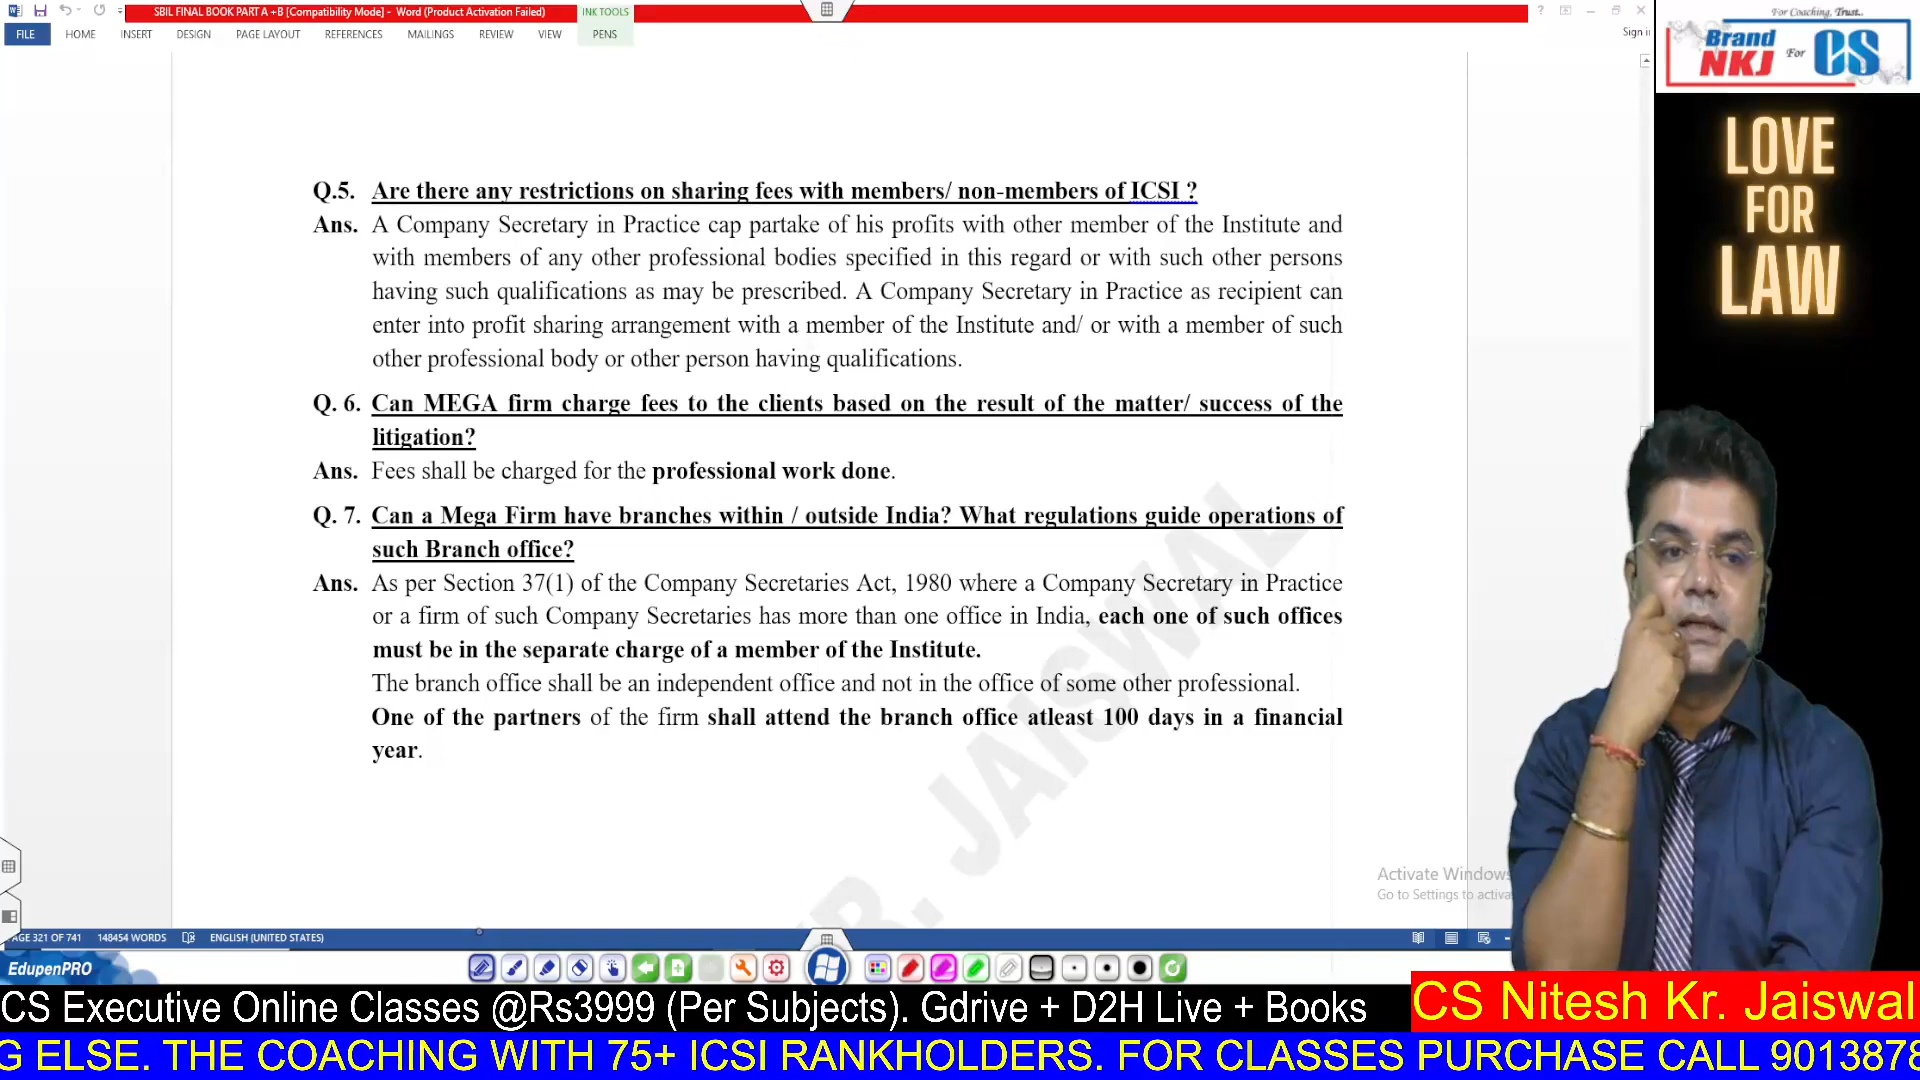 SBIL FINAL BOOK PART A +B [Compatibility Mode] - Word (Product Activation Failed)
INK TOOLS
FILE HOME INSERT DESIGN PAGE LAYOUT REFERENCES MAILINGS REVIEW VIEW PENS
Sign i
For Coaching, Trust..
Brand NKJ For CS
LOVE
FOR
LAW
Q.5. Are there any restrictions on sharing fees with members/ non-members of ICSI ?
Ans. A Company Secretary in Practice cap partake of his profits with other member of the Institute and
with members of any other professional bodies specified in this regard or with such other persons
having such qualifications as may be prescribed. A Company Secretary in Practice as recipient can
enter into profit sharing arrangement with a member of the Institute and/ or with a member of such
other professional body or other person having qualifications.
Q. 6. Can MEGA firm charge fees to the clients based on the result of the matter/ success of the
litigation?
Ans. Fees shall be charged for the professional work done.
Q. 7. Can a Mega Firm have branches within / outside India? What regulations guide operations of
such Branch office?
Ans. As per Section 37(1) of the Company Secretaries Act, 1980 where a Company Secretary in Practice
or a firm of such Company Secretaries has more than one office in India, each one of such offices
must be in the separate charge of a member of the Institute.
The branch office shall be an independent office and not in the office of some other professional.
One of the partners of the firm shall attend the branch office atleast 100 days in a financial
year.
KR. JAISWAL
Activate Windows
Go to Settings to activa
PAGE 321 OF 741 148454 WORDS ENGLISH (UNITED STATES)
EdupenPRO
CS Executive Online Classes @Rs3999 (Per Subjects). Gdrive + D2H Live + Books
CS Nitesh Kr. Jaiswal
G ELSE. THE COACHING WITH 75+ ICSI RANKHOLDERS. FOR CLASSES PURCHASE CALL 9013878